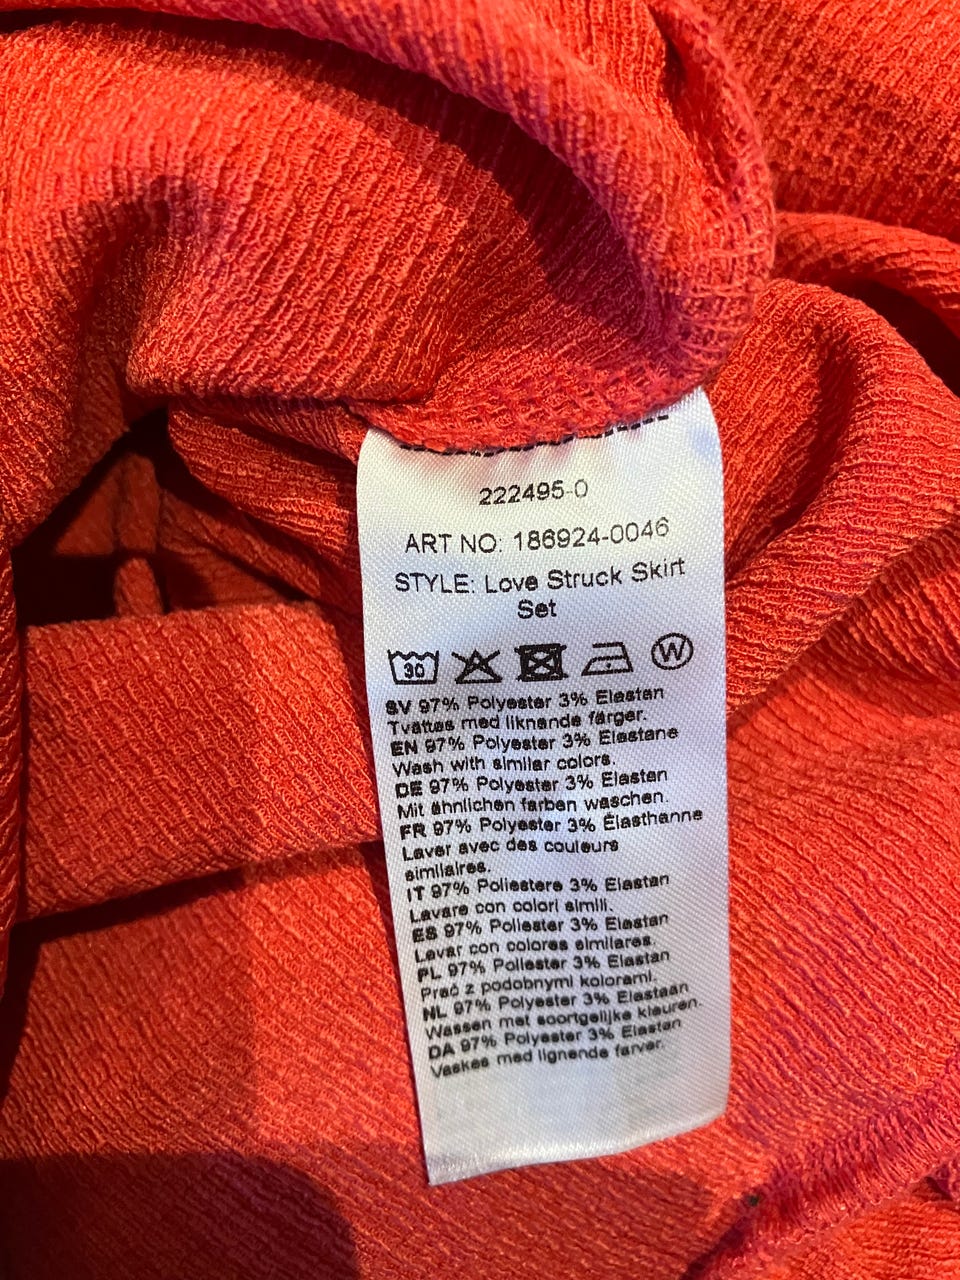 222495-0
ART NO: 186924-0046
STYLE: Love Struck Skirt
Set
30 W
SV 97% Polyester 3% Elastan
Tvättas med liknande färger.
EN 97% Polyester 3% Elastane
Wash with similar colors.
DE 97% Polyester 3% Elastan
Mit ähnlichen farben waschen.
FR 97% Polyester 3% Élasthanne
Laver avec des couleurs
similaires.
IT 97% Poliestere 3% Elastan
Lavare con colori simili.
ES 97% Poliester 3% Elastan
Lavar con colores similares.
PL 97% Poliester 3% Elastan
Prać z podobnymi kolorami.
NL 97% Polyester 3% Elastaan
Wassen met soortgelijke kleuren.
DA 97% Polyester 3% Elastan
Vaskes med lignende farver.